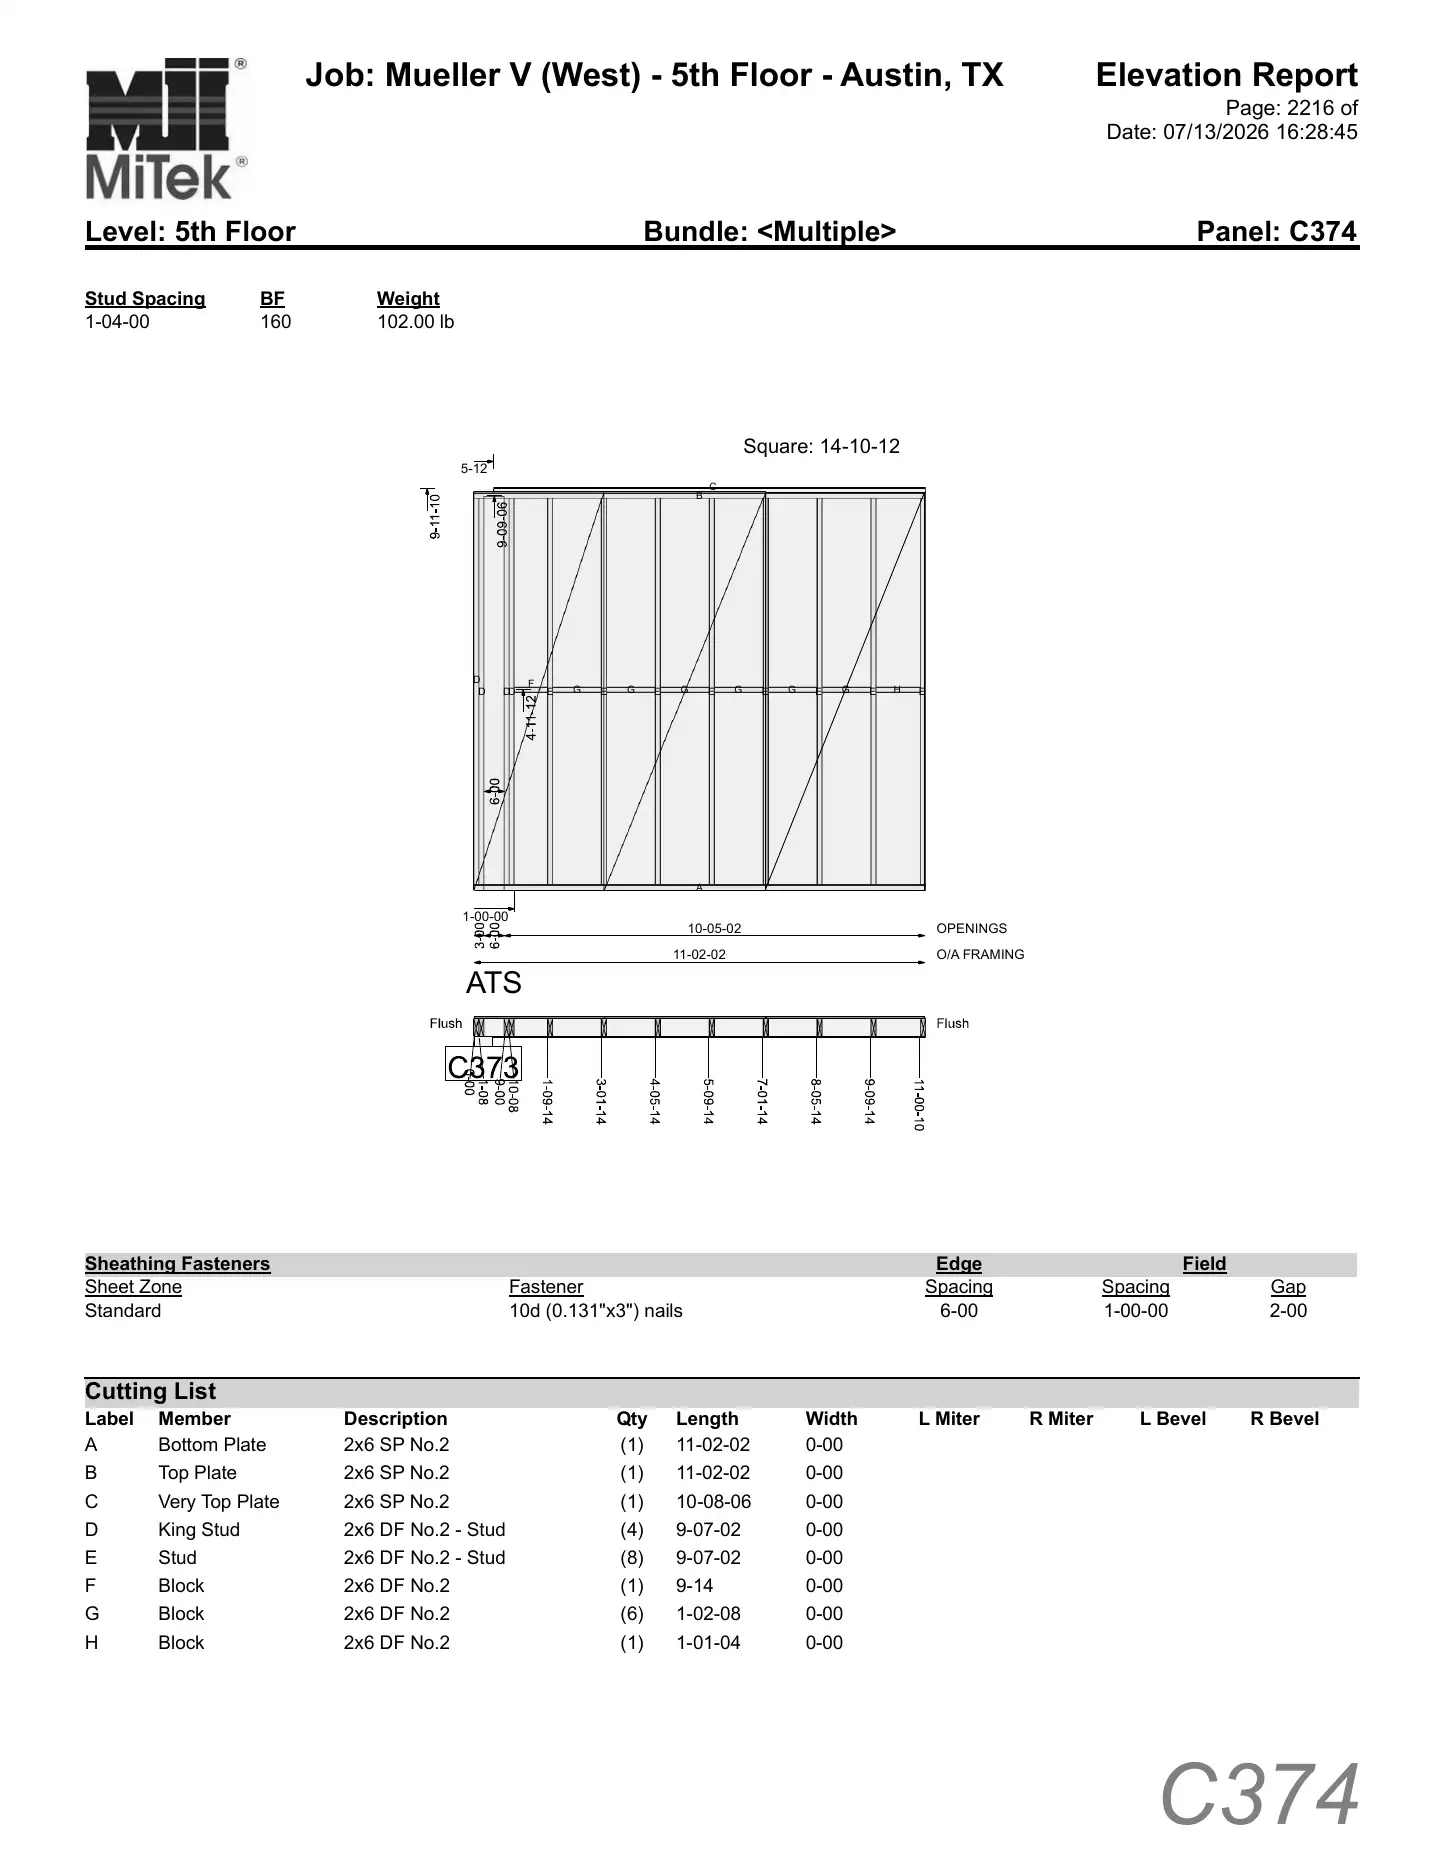 MiTek®
Job: Mueller V (West) - 5th Floor - Austin, TX
Elevation Report
Page: 2216 of
Date: 07/13/2026 16:28:45
Level: 5th Floor Bundle: <Multiple> Panel: C374
Stud Spacing BF Weight
1-04-00 160 102.00 lb
Square: 14-10-12
5-12
C
B
9-11-10
9-09-06
D
D D D F G G G G G G H
4-11-12
6-00
A
1-00-00
3-00 6-00 10-05-02 OPENINGS
11-02-02 O/A FRAMING
ATS
Flush Flush
C373
0-00 1-08 9-00 10-08 1-09-14 3-01-14 4-05-14 5-09-14 7-01-14 8-05-14 9-09-14 11-00-10
Sheathing Fasteners Edge Field
Sheet Zone Fastener Spacing Spacing Gap
Standard 10d (0.131"x3") nails 6-00 1-00-00 2-00
Cutting List
Label Member Description Qty Length Width L Miter R Miter L Bevel R Bevel
A Bottom Plate 2x6 SP No.2 (1) 11-02-02 0-00
B Top Plate 2x6 SP No.2 (1) 11-02-02 0-00
C Very Top Plate 2x6 SP No.2 (1) 10-08-06 0-00
D King Stud 2x6 DF No.2 - Stud (4) 9-07-02 0-00
E Stud 2x6 DF No.2 - Stud (8) 9-07-02 0-00
F Block 2x6 DF No.2 (1) 9-14 0-00
G Block 2x6 DF No.2 (6) 1-02-08 0-00
H Block 2x6 DF No.2 (1) 1-01-04 0-00
C374